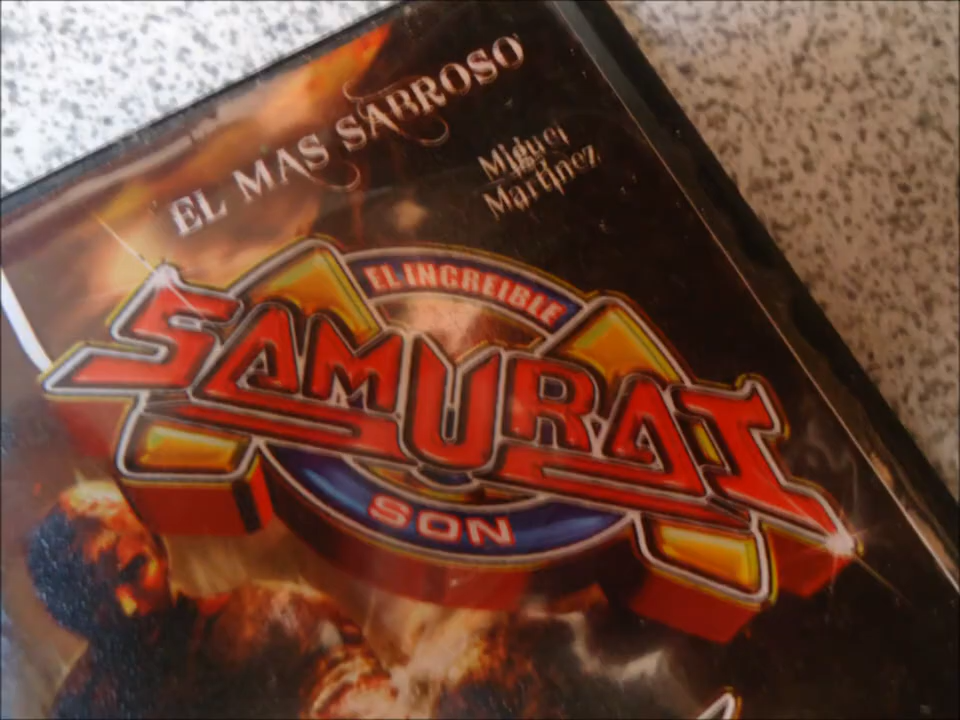 EL MAS SABROSO
Miguel
Martinez
EL INCREIBLE
SAMURAI
SON